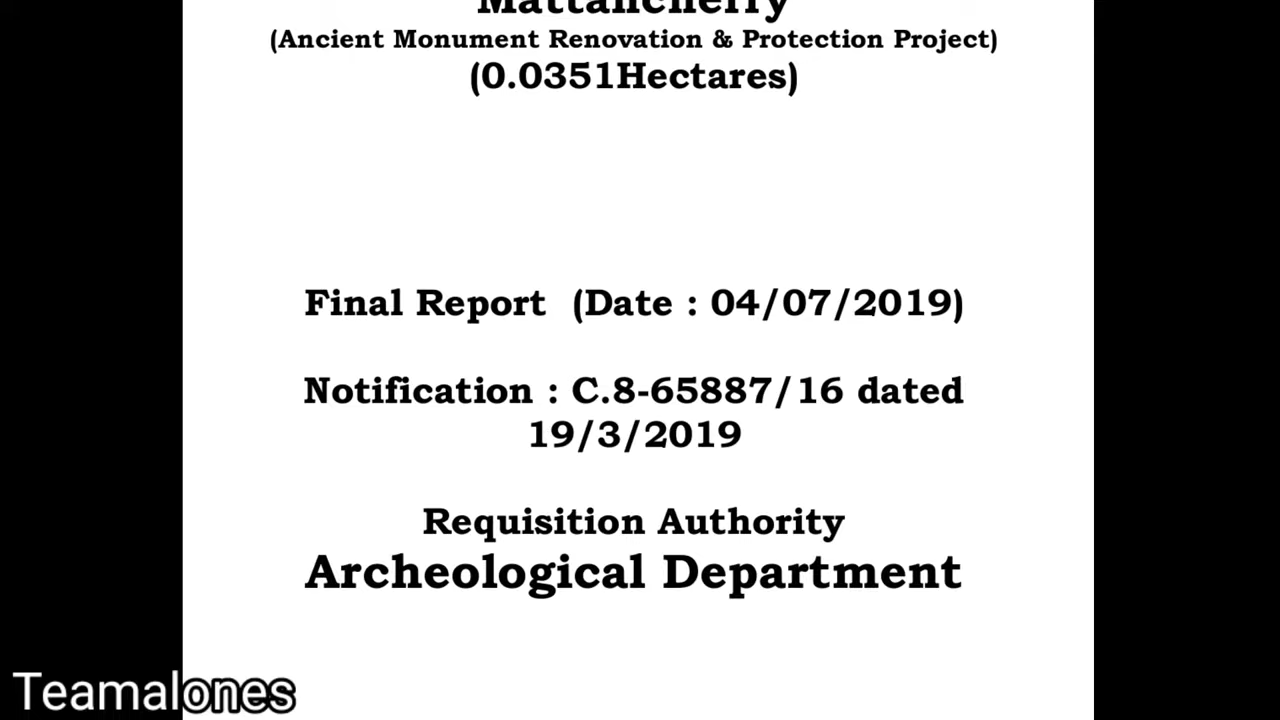 Mattancherry
(Ancient Monument Renovation & Protection Project)
(0.0351Hectares)
Final Report (Date : 04/07/2019)
Notification : C.8-65887/16 dated
19/3/2019
Requisition Authority
Archeological Department
Teamalones